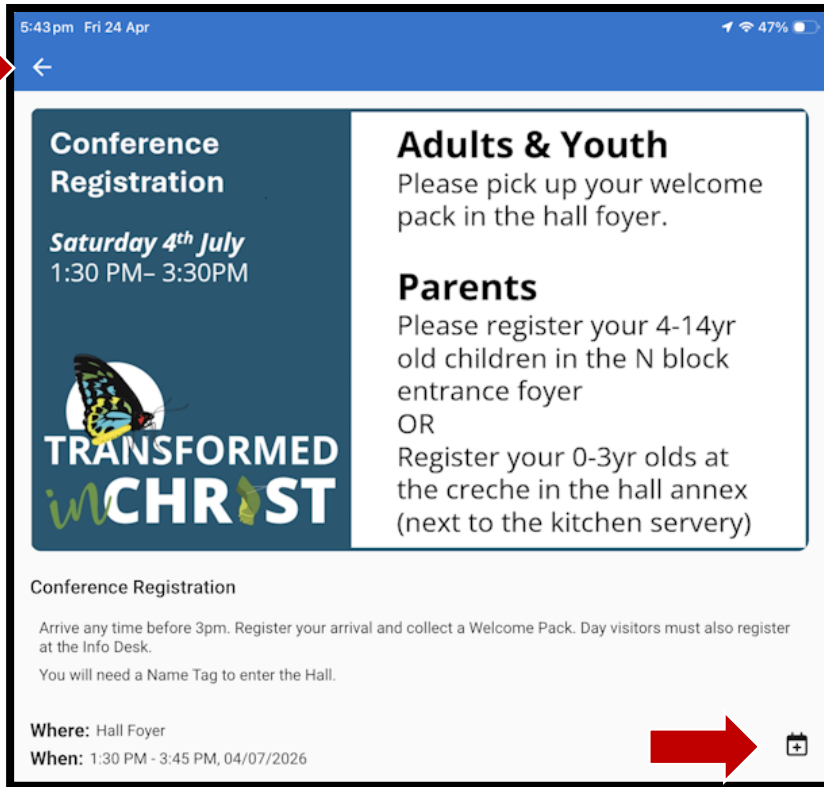 5:43 pm Fri 24 Apr 47%
Conference
Registration
Saturday 4th July
1:30 PM– 3:30PM
TRANSFORMED
inCHRIST
Adults & Youth
Please pick up your welcome
pack in the hall foyer.
Parents
Please register your 4-14yr
old children in the N block
entrance foyer
OR
Register your 0-3yr olds at
the creche in the hall annex
(next to the kitchen servery)
Conference Registration
Arrive any time before 3pm. Register your arrival and collect a Welcome Pack. Day visitors must also register
at the Info Desk.
You will need a Name Tag to enter the Hall.
Where: Hall Foyer
When: 1:30 PM - 3:45 PM, 04/07/2026